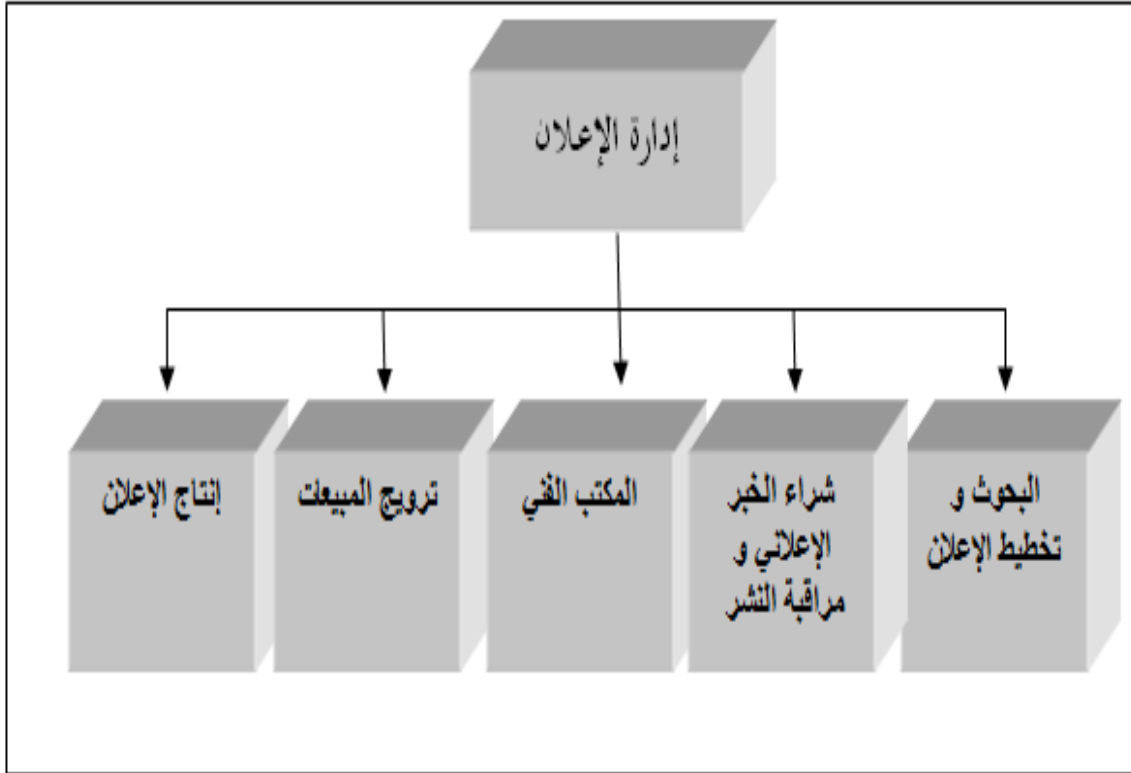 إدارة الإعلان
البحوث و
تخطيط الإعلان
شراء الخبر
الإعلاني و
مراقبة النشر
المكتب الفني
ترويج المبيعات
إنتاج الإعلان